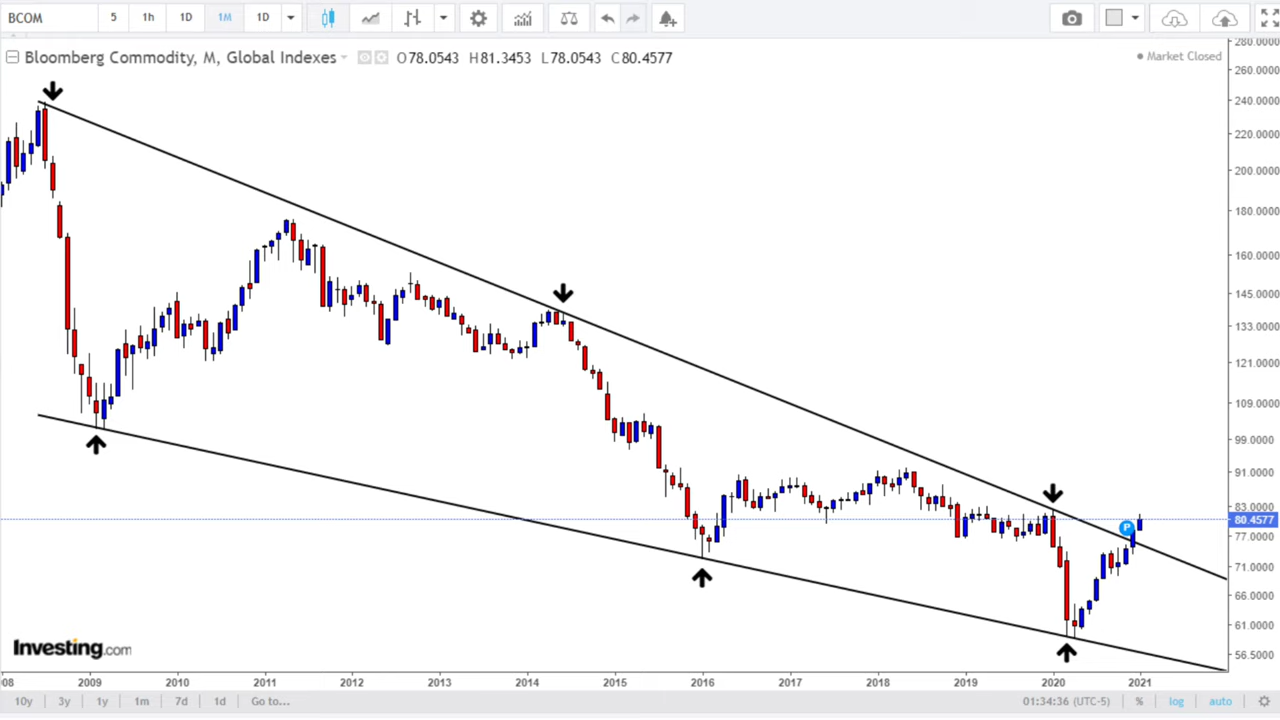 BCOM 5 1h 1D 1M 1D
Bloomberg Commodity, M, Global Indexes O78.0543 H81.3453 L78.0543 C80.4577
Market Closed
280.0000
260.0000
240.0000
220.0000
200.0000
180.0000
160.0000
145.0000
133.0000
121.0000
109.0000
99.0000
91.0000
83.0000
80.4577
77.0000
71.0000
66.0000
61.0000
56.5000
P
Investing.com
08 2009 2010 2011 2012 2013 2014 2015 2016 2017 2018 2019 2020 2021
10y 3y 1y 1m 7d 1d Go to... 01:34:36 (UTC-5) % log auto